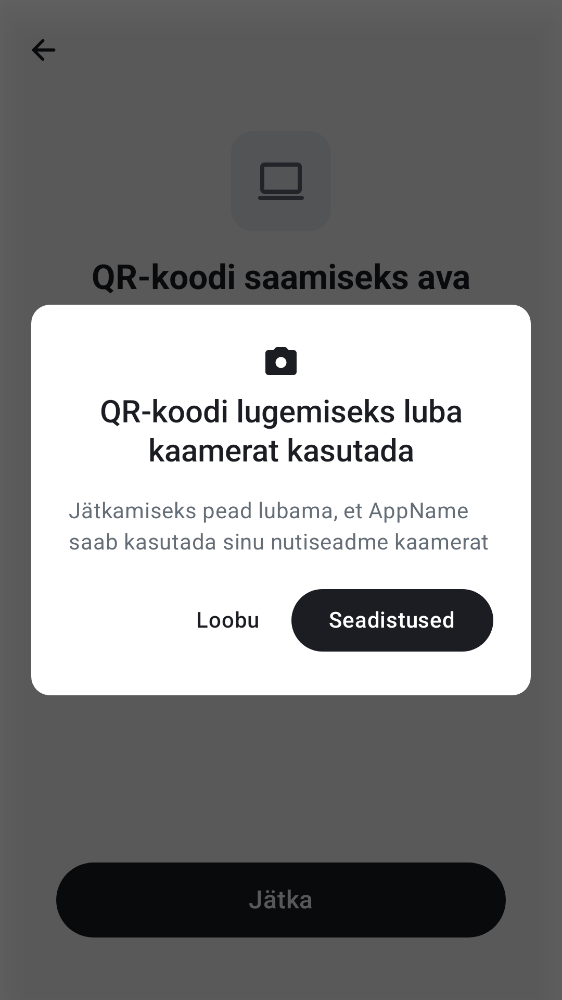 QR-koodi saamiseks ava
QR-koodi lugemiseks luba
kaamerat kasutada
Jätkamiseks pead lubama, et AppName
saab kasutada sinu nutiseadme kaamerat
Loobu
Seadistused
Jätka